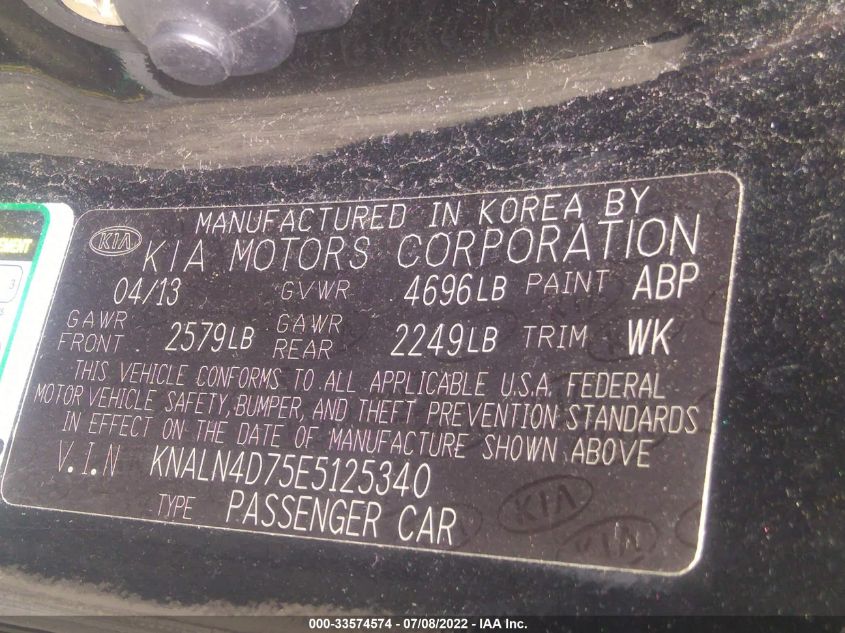 MANUFACTURED IN KOREA BY
KIA
KIA MOTORS CORPORATION
04/13 GVWR 4696LB PAINT ABP
GAWR FRONT 2579LB GAWR REAR 2249LB TRIM WK
THIS VEHICLE CONFORMS TO ALL APPLICABLE U.S.A. FEDERAL
MOTOR VEHICLE SAFETY, BUMPER, AND THEFT PREVENTION STANDARDS
IN EFFECT ON THE DATE OF MANUFACTURE SHOWN ABOVE
V.I.N KNALN4D75E5125340
TYPE PASSENGER CAR
KIA
KIA
000-33574574 / 07/08/2022 - IAA Inc.